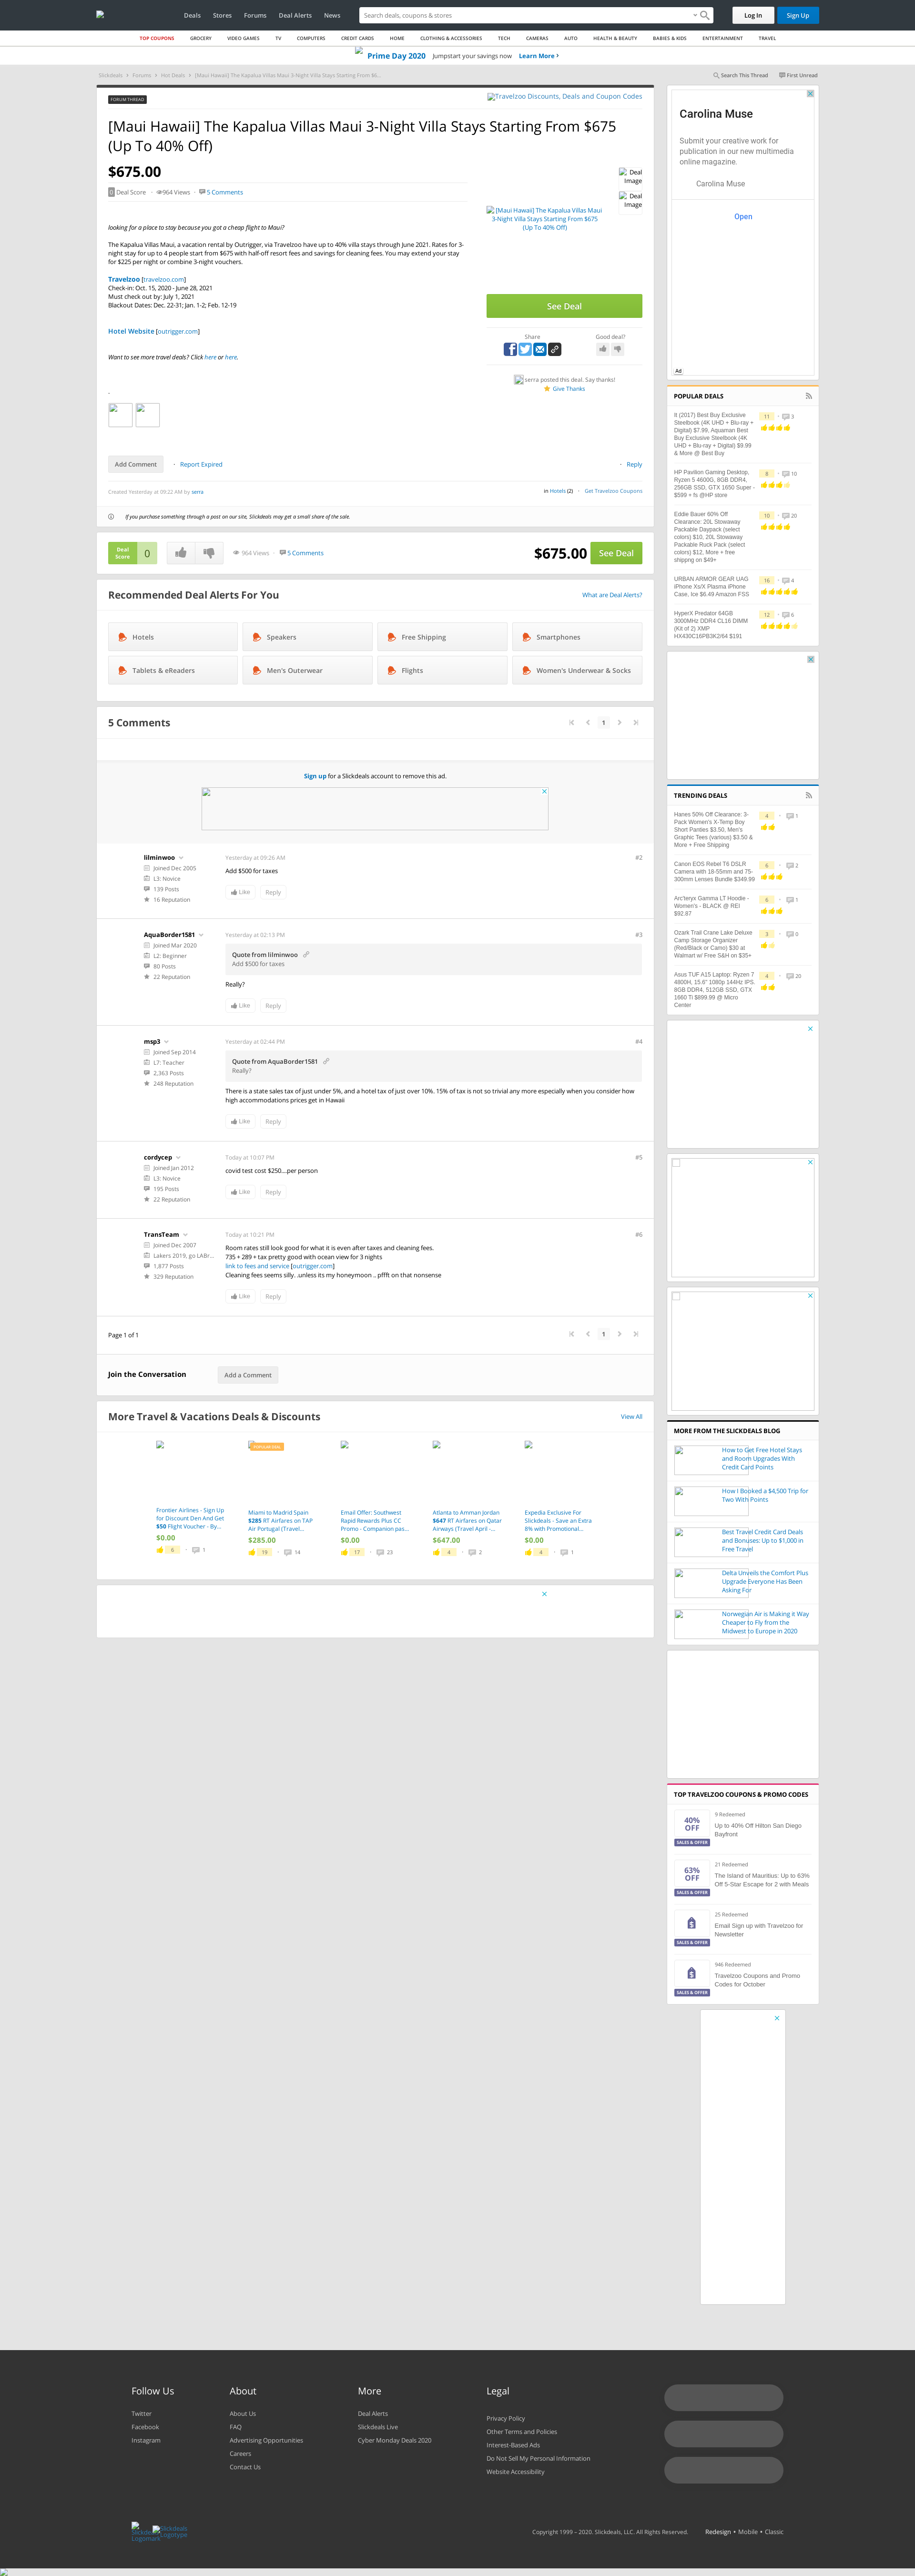 Deals Stores Forums Deal Alerts News
Search deals, coupons & stores
Log In
Sign Up
TOP COUPONS GROCERY VIDEO GAMES TV COMPUTERS CREDIT CARDS HOME CLOTHING & ACCESSORIES TECH CAMERAS AUTO HEALTH & BEAUTY BABIES & KIDS ENTERTAINMENT TRAVEL
Prime Day 2020 Jumpstart your savings now Learn More
Slickdeals Forums Hot Deals [Maui Hawaii] The Kapalua Villas Maui 3-Night Villa Stays Starting From $6...
Search This Thread First Unread
FORUM THREAD
Travelzoo Discounts, Deals and Coupon Codes
[Maui Hawaii] The Kapalua Villas Maui 3-Night Villa Stays Starting From $675
(Up To 40% Off)
$675.00
0 Deal Score 964 Views 5 Comments
Deal Image
Deal Image
[Maui Hawaii] The Kapalua Villas Maui
3-Night Villa Stays Starting From $675
(Up To 40% Off)
looking for a place to stay because you got a cheap flight to Maui?
The Kapalua Villas Maui, a vacation rental by Outrigger, via Travelzoo have up to 40% villa stays through June 2021. Rates for 3-
night stay for up to 4 people start from $675 with half-off resort fees and savings for cleaning fees. You may extend your stay
for $225 per night or combine 3-night vouchers.
Travelzoo [travelzoo.com]
Check-in: Oct. 15, 2020 - June 28, 2021
Must check out by: July 1, 2021
Blackout Dates: Dec. 22-31; Jan. 1-2; Feb. 12-19
Hotel Website [outrigger.com]
Want to see more travel deals? Click here or here.
.
See Deal
Share
Good deal?
serra posted this deal. Say thanks!
Give Thanks
Add Comment
Report Expired
Reply
Created Yesterday at 09:22 AM by serra
in Hotels (2) Get Travelzoo Coupons
If you purchase something through a post on our site, Slickdeals may get a small share of the sale.
Deal
Score
0
964 Views 5 Comments
$675.00
See Deal
Recommended Deal Alerts For You
What are Deal Alerts?
Hotels
Speakers
Free Shipping
Smartphones
Tablets & eReaders
Men's Outerwear
Flights
Women's Underwear & Socks
5 Comments
1
Sign up for a Slickdeals account to remove this ad.
lilminwoo
Joined Dec 2005
L3: Novice
139 Posts
16 Reputation
Yesterday at 09:26 AM
#2
Add $500 for taxes
Like Reply
AquaBorder1581
Joined Mar 2020
L2: Beginner
80 Posts
22 Reputation
Yesterday at 02:13 PM
#3
Quote from lilminwoo
Add $500 for taxes
Really?
Like Reply
msp3
Joined Sep 2014
L7: Teacher
2,363 Posts
248 Reputation
Yesterday at 02:44 PM
#4
Quote from AquaBorder1581
Really?
There is a state sales tax of just under 5%, and a hotel tax of just over 10%. 15% of tax is not so trivial any more especially when you consider how
high accommodations prices get in Hawaii
Like Reply
cordycep
Joined Jan 2012
L3: Novice
195 Posts
22 Reputation
Today at 10:07 PM
#5
covid test cost $250....per person
Like Reply
TransTeam
Joined Dec 2007
Lakers 2019, go LABr...
1,877 Posts
329 Reputation
Today at 10:21 PM
#6
Room rates still look good for what it is even after taxes and cleaning fees.
735 + 289 + tax pretty good with ocean view for 3 nights
link to fees and service [outrigger.com]
Cleaning fees seems silly. .unless its my honeymoon .. pffft on that nonsense
Like Reply
Page 1 of 1
1
Join the Conversation
Add a Comment
More Travel & Vacations Deals & Discounts
View All
Frontier Airlines - Sign Up
for Discount Den And Get
$50 Flight Voucher - By...
$0.00
6 1
Miami to Madrid Spain
$285 RT Airfares on TAP
Air Portugal (Travel...
$285.00
19 14
Email Offer: Southwest
Rapid Rewards Plus CC
Promo - Companion pas...
$0.00
17 23
Atlanta to Amman Jordan
$647 RT Airfares on Qatar
Airways (Travel April -...
$647.00
4 2
Expedia Exclusive For
Slickdeals - Save an Extra
8% with Promotional...
$0.00
4 1
Carolina Muse
Submit your creative work for
publication in our new multimedia
online magazine.
Carolina Muse
Open
Ad
POPULAR DEALS
It (2017) Best Buy Exclusive
Steelbook (4K UHD + Blu-ray +
Digital) $7.99, Aquaman Best
Buy Exclusive Steelbook (4K
UHD + Blu-ray + Digital) $9.99
& More @ Best Buy
11 3
HP Pavilion Gaming Desktop,
Ryzen 5 4600G, 8GB DDR4,
256GB SSD, GTX 1650 Super -
$599 + fs @HP store
8 10
Eddie Bauer 60% Off
Clearance: 20L Stowaway
Packable Daypack (select
colors) $10, 20L Stowaway
Packable Ruck Pack (select
colors) $12, More + free
shippng on $49+
10 20
URBAN ARMOR GEAR UAG
iPhone Xs/X Plasma iPhone
Case, Ice $6.49 Amazon FSS
16 4
HyperX Predator 64GB
3000MHz DDR4 CL16 DIMM
(Kit of 2) XMP
HX430C16PB3K2/64 $191
12 6
TRENDING DEALS
Hanes 50% Off Clearance: 3-
Pack Women's X-Temp Boy
Short Panties $3.50, Men's
Graphic Tees (various) $3.50 &
More + Free Shipping
4 1
Canon EOS Rebel T6 DSLR
Camera with 18-55mm and 75-
300mm Lenses Bundle $349.99
6 2
Arc'teryx Gamma LT Hoodie -
Women's - BLACK @ REI
$92.87
6 1
Ozark Trail Crane Lake Deluxe
Camp Storage Organizer
(Red/Black or Camo) $30 at
Walmart w/ Free S&H on $35+
3 0
Asus TUF A15 Laptop: Ryzen 7
4800H, 15.6" 1080p 144Hz IPS.
8GB DDR4, 512GB SSD, GTX
1660 Ti $899.99 @ Micro
Center
4 20
MORE FROM THE SLICKDEALS BLOG
How to Get Free Hotel Stays
and Room Upgrades With
Credit Card Points
How I Booked a $4,500 Trip for
Two With Points
Best Travel Credit Card Deals
and Bonuses: Up to $1,000 in
Free Travel
Delta Unveils the Comfort Plus
Upgrade Everyone Has Been
Asking For
Norwegian Air is Making it Way
Cheaper to Fly from the
Midwest to Europe in 2020
TOP TRAVELZOO COUPONS & PROMO CODES
40%
OFF
SALES & OFFER
9 Redeemed
Up to 40% Off Hilton San Diego
Bayfront
63%
OFF
SALES & OFFER
21 Redeemed
The Island of Mauritius: Up to 63%
Off 5-Star Escape for 2 with Meals
SALES & OFFER
25 Redeemed
Email Sign up with Travelzoo for
Newsletter
SALES & OFFER
946 Redeemed
Travelzoo Coupons and Promo
Codes for October
Follow Us
Twitter
Facebook
Instagram
About
About Us
FAQ
Advertising Opportunities
Careers
Contact Us
More
Deal Alerts
Slickdeals Live
Cyber Monday Deals 2020
Legal
Privacy Policy
Other Terms and Policies
Interest-Based Ads
Do Not Sell My Personal Information
Website Accessibility
Slickdeals Logotype
Copyright 1999 - 2020. Slickdeals, LLC. All Rights Reserved.
Redesign • Mobile • Classic